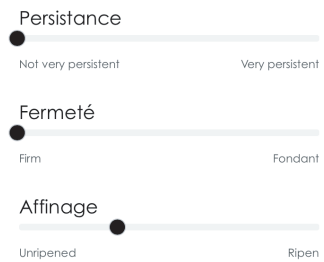 Persistance
Not very persistent Very persistent
Fermeté
Firm Fondant
Affinage
Unripened Ripen